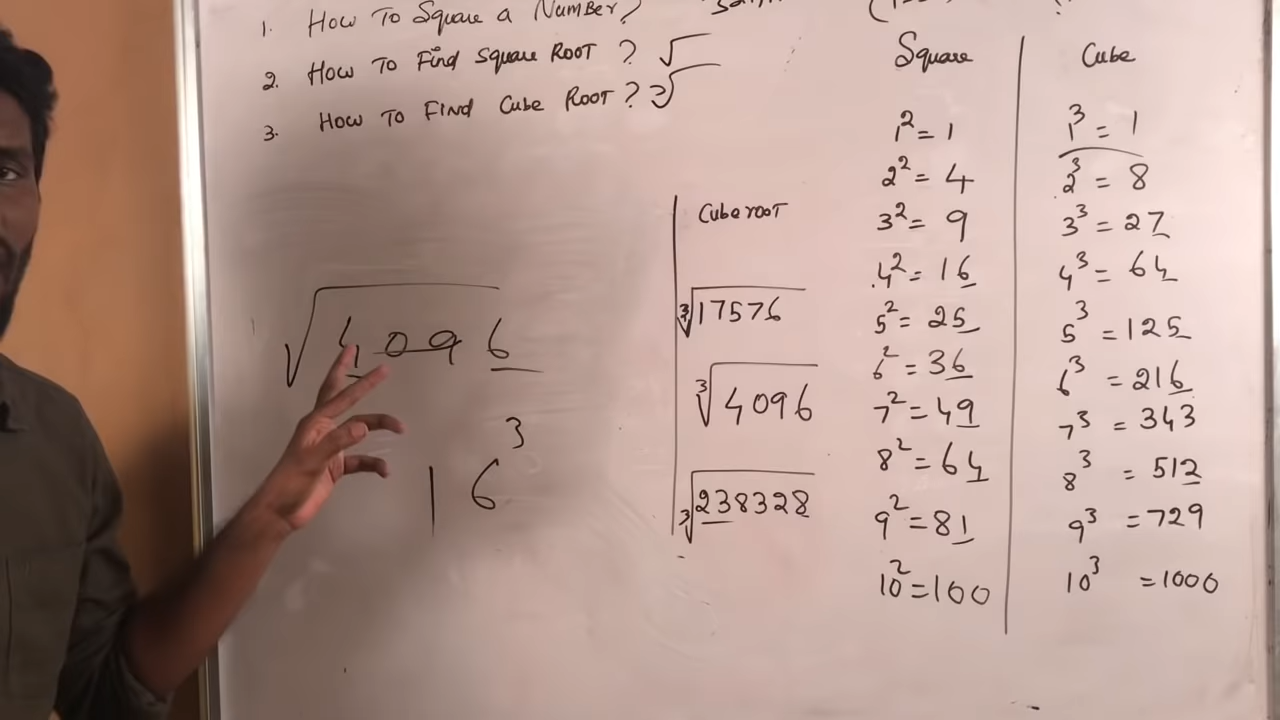 1. How To Square a Number?
2. How To Find Square Root ? √
3. How To Find Cube Root ? 3√
√4096
16³
Cube root
³√17576
³√4096
³√238328
Square
1² = 1
2² = 4
3² = 9
4² = 16
5² = 25
6² = 36
7² = 49
8² = 64
9² = 81
10² = 100
Cube
1³ = 1
2³ = 8
3³ = 27
4³ = 64
5³ = 125
6³ = 216
7³ = 343
8³ = 512
9³ = 729
10³ = 1000